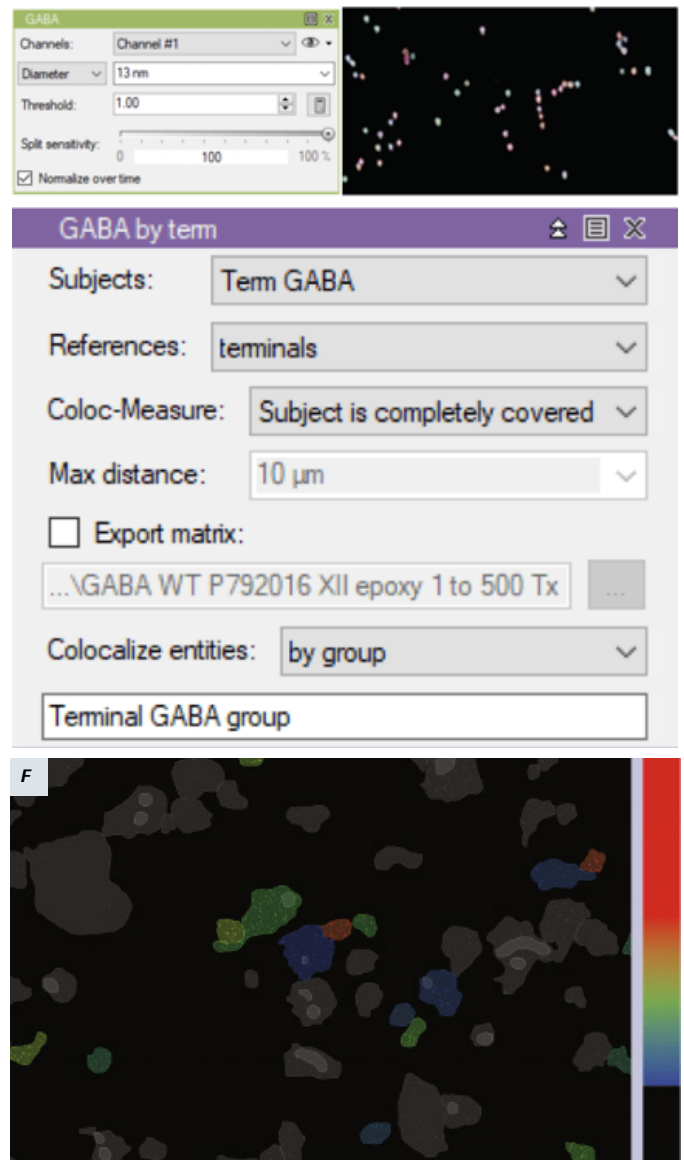 GABA
Channels: Channel #1
Diameter 13 nm
Threshold: 1.00
Split sensitivity:
0 100 100 %
Normalize over time
GABA by term
Subjects: Term GABA
References: terminals
Coloc-Measure: Subject is completely covered
Max distance: 10 µm
Export matrix:
...\GABA WT P792016 XII epoxy 1 to 500 Tx ...
Colocalize entities: by group
Terminal GABA group
F